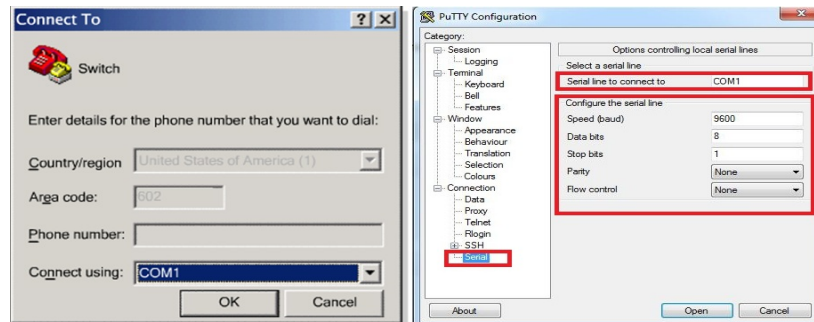 Connect To
Switch
Enter details for the phone number that you want to dial:
Country/region United States of America (1)
Area code: 602
Phone number:
Connect using: COM1
OK Cancel
PuTTY Configuration
Category:
Session
Logging
Terminal
Keyboard
Bell
Features
Window
Appearance
Behaviour
Translation
Selection
Colours
Connection
Data
Proxy
Telnet
Rlogin
SSH
Serial
Options controlling local serial lines
Select a serial line
Serial line to connect to COM1
Configure the serial line
Speed (baud) 9600
Data bits 8
Stop bits 1
Parity None
Flow control None
About Open Cancel